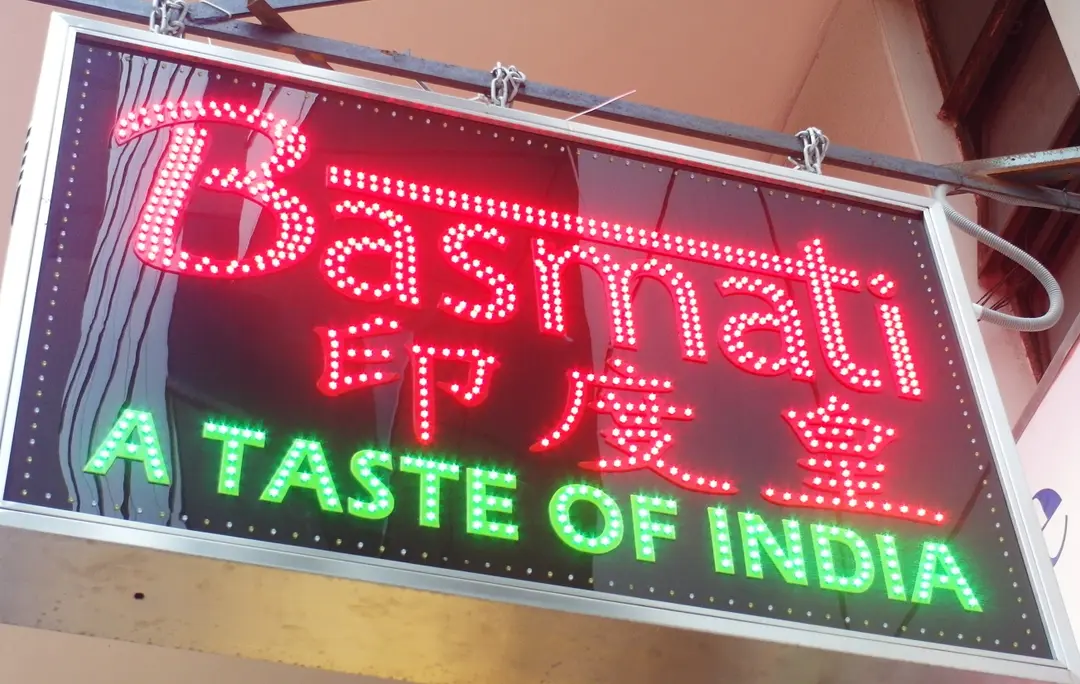 Basmati
印度皇
A TASTE OF INDIA